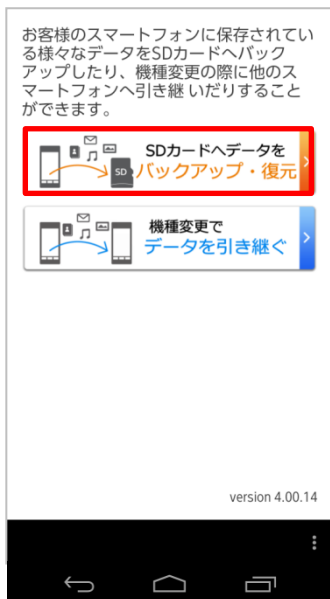 お客様のスマートフォンに保存されてい
る様々なデータをSDカードへバック
アップしたり、機種変更の際に他のス
マートフォンへ引き継いだりすること
ができます。
SDカードへデータを
SD
バックアップ・復元
機種変更で
データを引き継ぐ
version 4.00.14